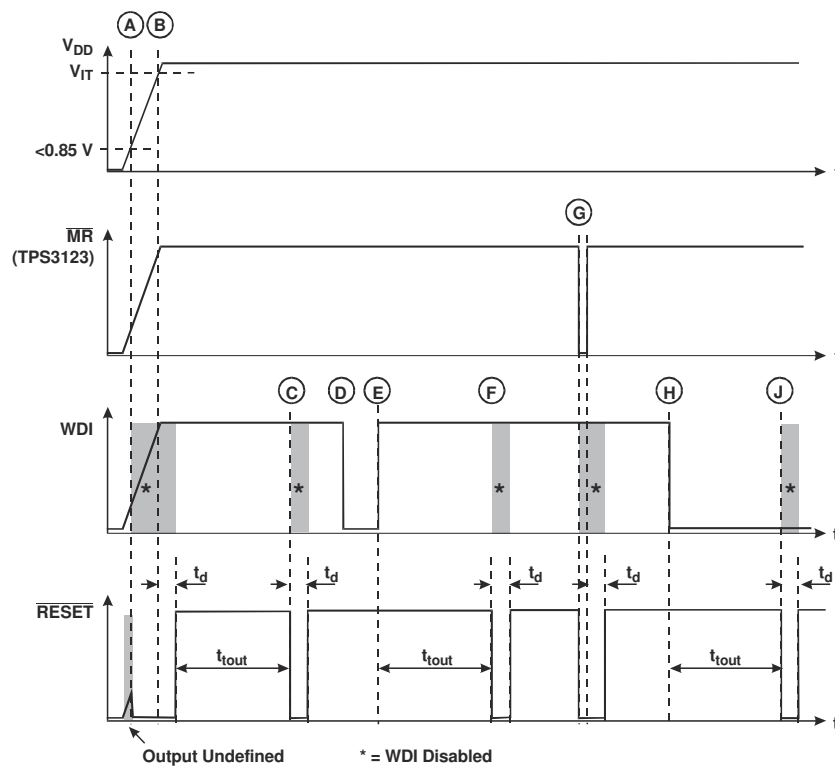 A B
VDD
VIT
<0.85 V
t
G
MR
(TPS3123)
t
C D E F H J
WDI
* * * * *
t
td td td td td
RESET
ttout ttout ttout
t
Output Undefined * = WDI Disabled